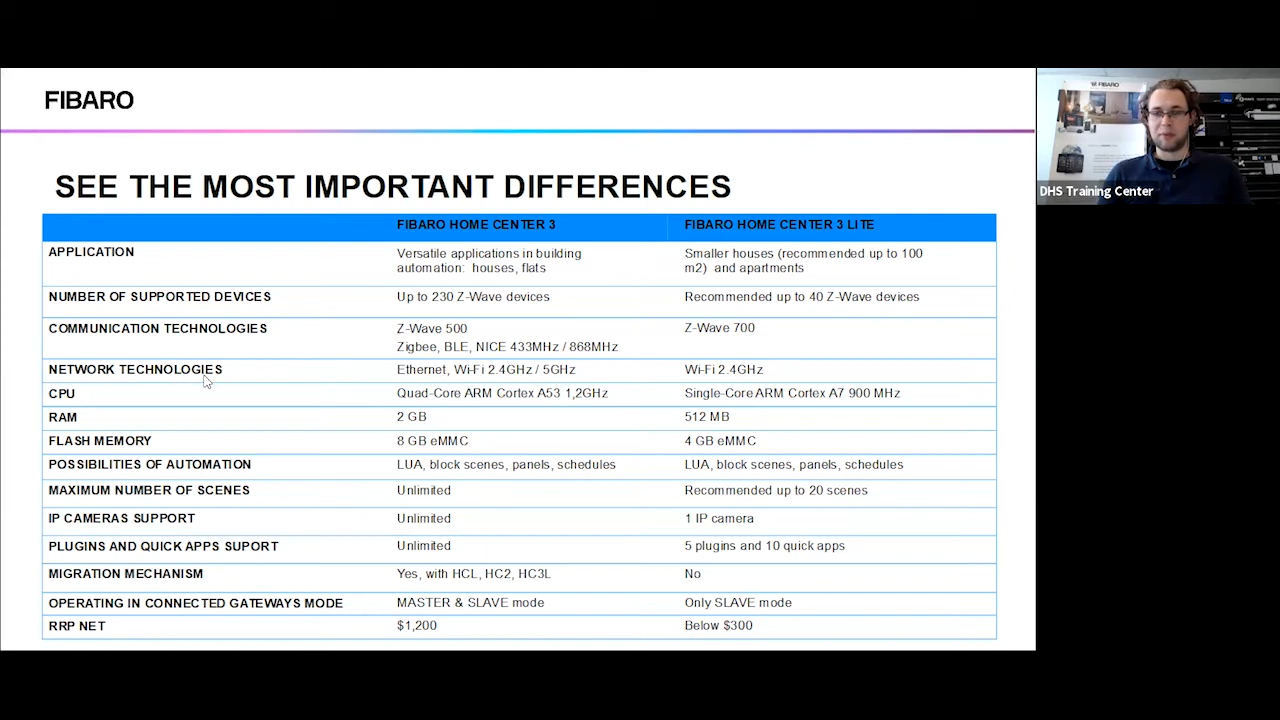 FIBARO
SEE THE MOST IMPORTANT DIFFERENCES
FIBARO HOME CENTER 3 FIBARO HOME CENTER 3 LITE
APPLICATION Versatile applications in building automation: houses, flats Smaller houses (recommended up to 100 m2) and apartments
NUMBER OF SUPPORTED DEVICES Up to 230 Z-Wave devices Recommended up to 40 Z-Wave devices
COMMUNICATION TECHNOLOGIES Z-Wave 500 Z-Wave 700
Zigbee, BLE, NICE 433MHz / 868MHz
NETWORK TECHNOLOGIES Ethernet, Wi-Fi 2.4GHz / 5GHz Wi-Fi 2.4GHz
CPU Quad-Core ARM Cortex A53 1,2GHz Single-Core ARM Cortex A7 900 MHz
RAM 2 GB 512 MB
FLASH MEMORY 8 GB eMMC 4 GB eMMC
POSSIBILITIES OF AUTOMATION LUA, block scenes, panels, schedules LUA, block scenes, panels, schedules
MAXIMUM NUMBER OF SCENES Unlimited Recommended up to 20 scenes
IP CAMERAS SUPPORT Unlimited 1 IP camera
PLUGINS AND QUICK APPS SUPORT Unlimited 5 plugins and 10 quick apps
MIGRATION MECHANISM Yes, with HCL, HC2, HC3L No
OPERATING IN CONNECTED GATEWAYS MODE MASTER & SLAVE mode Only SLAVE mode
RRP NET $1,200 Below $300
FIBARO
DHS Training Center